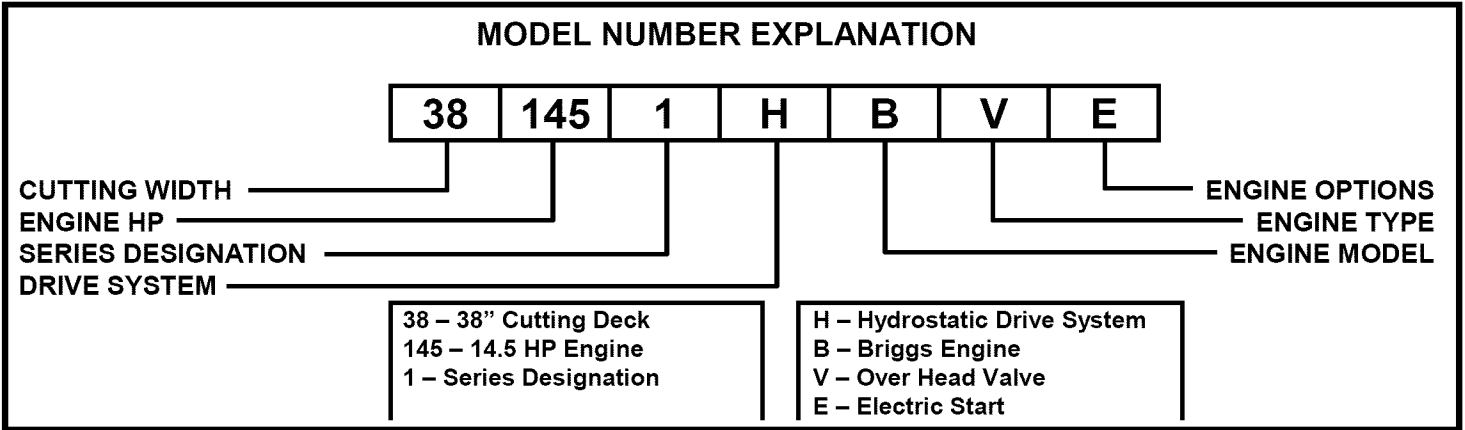 MODEL NUMBER EXPLANATION
38 145 1 H B V E
CUTTING WIDTH
ENGINE HP
SERIES DESIGNATION
DRIVE SYSTEM
ENGINE OPTIONS
ENGINE TYPE
ENGINE MODEL
38 – 38” Cutting Deck
145 – 14.5 HP Engine
1 – Series Designation
H – Hydrostatic Drive System
B – Briggs Engine
V – Over Head Valve
E – Electric Start